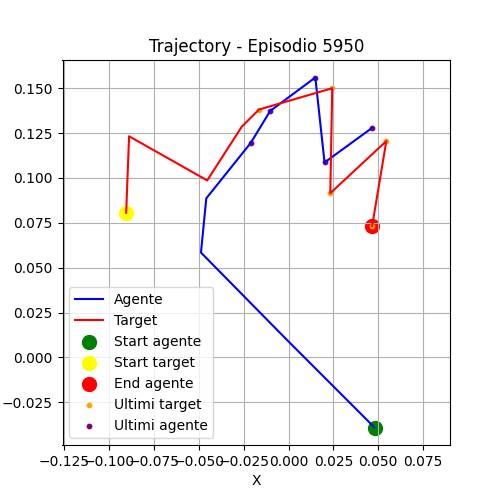 Trajectory - Episodio 5950
0.150
0.125
0.100
0.075
0.050
0.025
0.000
−0.025
Agente
Target
Start agente
Start target
End agente
Ultimi target
Ultimi agente
−0.125 −0.100 −0.075 −0.050 −0.025 0.000 0.025 0.050 0.075
X